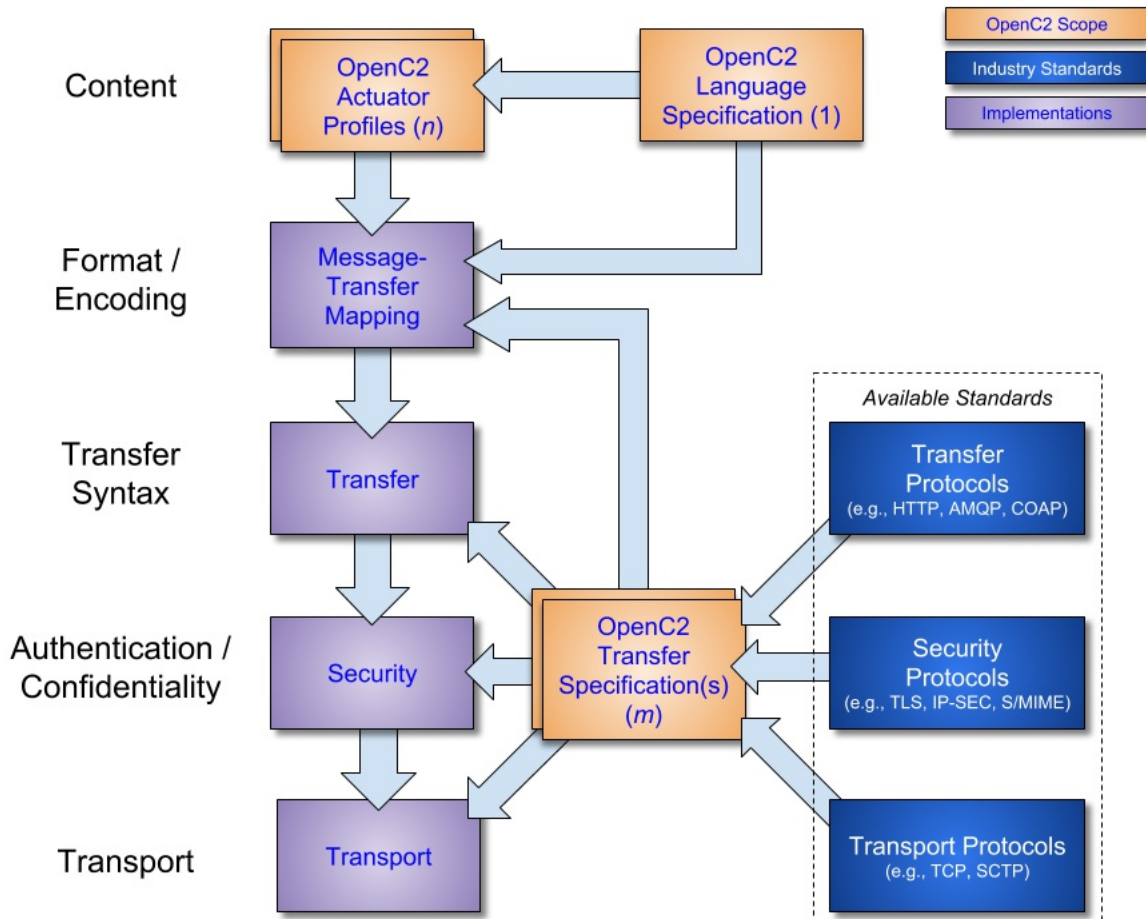 Content
OpenC2
Actuator
Profiles (n)
OpenC2
Language
Specification (1)
OpenC2 Scope
Industry Standards
Implementations
Format /
Encoding
Message-
Transfer
Mapping
Transfer
Syntax
Transfer
Available Standards
Transfer
Protocols
(e.g., HTTP, AMQP, COAP)
Authentication /
Confidentiality
Security
OpenC2
Transfer
Specification(s)
(m)
Security
Protocols
(e.g., TLS, IP-SEC, S/MIME)
Transport
Transport
Transport Protocols
(e.g., TCP, SCTP)